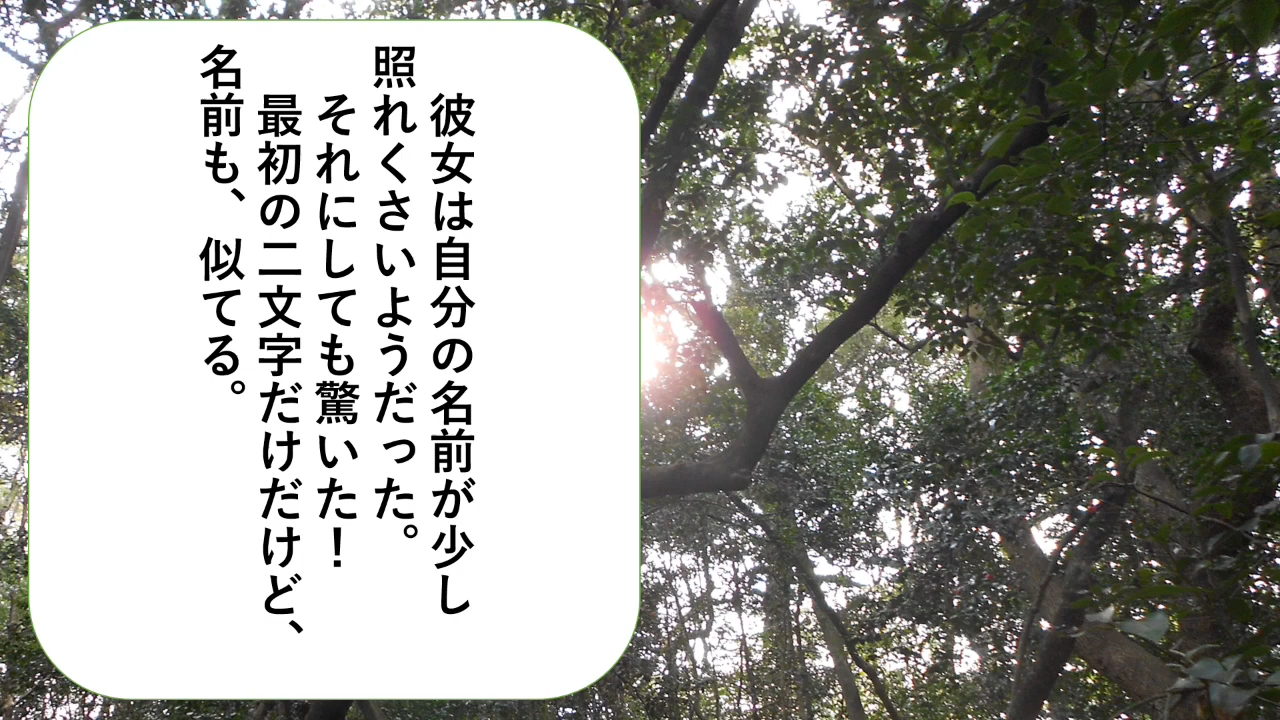 彼女は自分の名前が少し
照れくさいようだった。
それにしても驚いた！
最初の二文字だけだけど、
名前も、似てる。